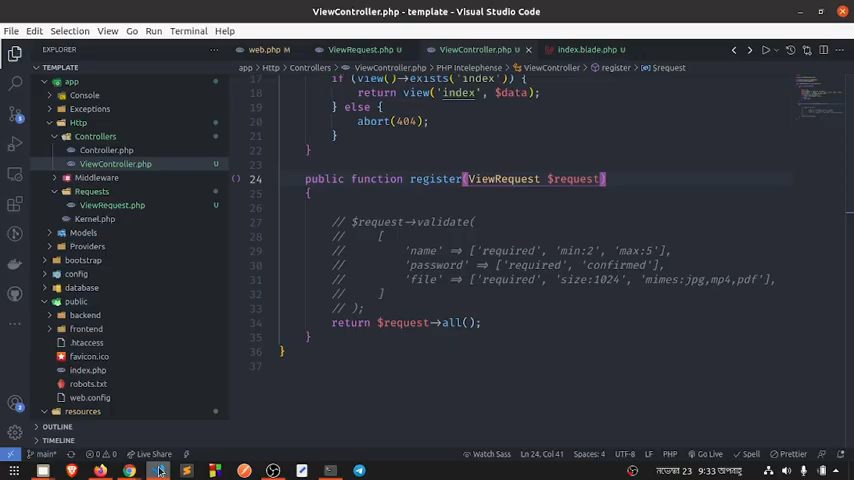 ViewController.php - template - Visual Studio Code
File Edit Selection View Go Run Terminal Help
EXPLORER
web.php M
ViewRequest.php U
ViewController.php U
index.blade.php U
app > Http > Controllers > ViewController.php > PHP Intelephense > ViewController > register > $request
TEMPLATE
app
Console
Exceptions
Http
Controllers
Controller.php
ViewController.php U
Middleware
Requests
ViewRequest.php U
Kernel.php
Models
Providers
bootstrap
config
database
public
backend
frontend
.htaccess
favicon.ico
index.php
robots.txt
web.config
resources
OUTLINE
TIMELINE
17 if (view()->exists('index')) {
18 return view('index', $data);
19 } else {
20 abort(404);
21 }
22 }
23
24 public function register(ViewRequest $request)
25 {
26
27 // $request->validate(
28 // [
29 // 'name' => ['required', 'min:2', 'max:5'],
30 // 'password' => ['required', 'confirmed'],
31 // 'file' => ['required', 'size:1024', 'mimes:jpg,mp4,pdf'],
32 // ]
33 // );
34 return $request->all();
35 }
36 }
37
main* 0 0 Live Share Watch Sass Ln 24, Col 41 Spaces: 4 UTF-8 LF PHP Spell Prettier
নভেম্বর 23 9:33 অপরাহ্ণ